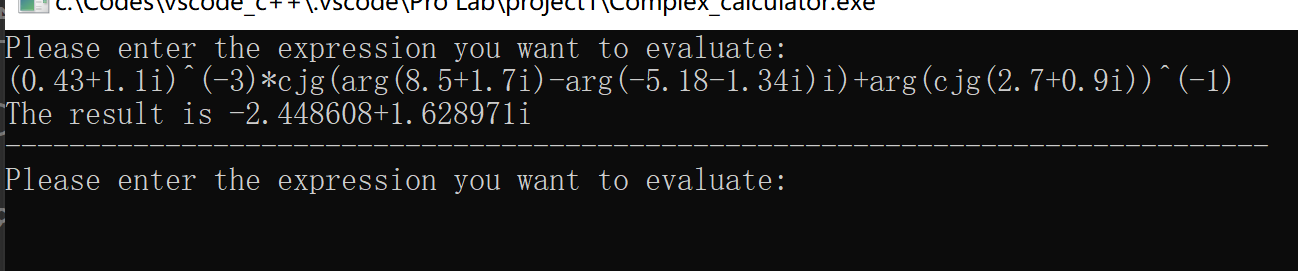 c:\Codes\vscode_c++\.vscode\Pro Lab\project1\Complex_calculator.exe
Please enter the expression you want to evaluate:
(0.43+1.1i)^(-3)*cjg(arg(8.5+1.7i)-arg(-5.18-1.34i)i)+arg(cjg(2.7+0.9i))^(-1)
The result is -2.448608+1.628971i
-------------------------------------------------------------------------------
Please enter the expression you want to evaluate: